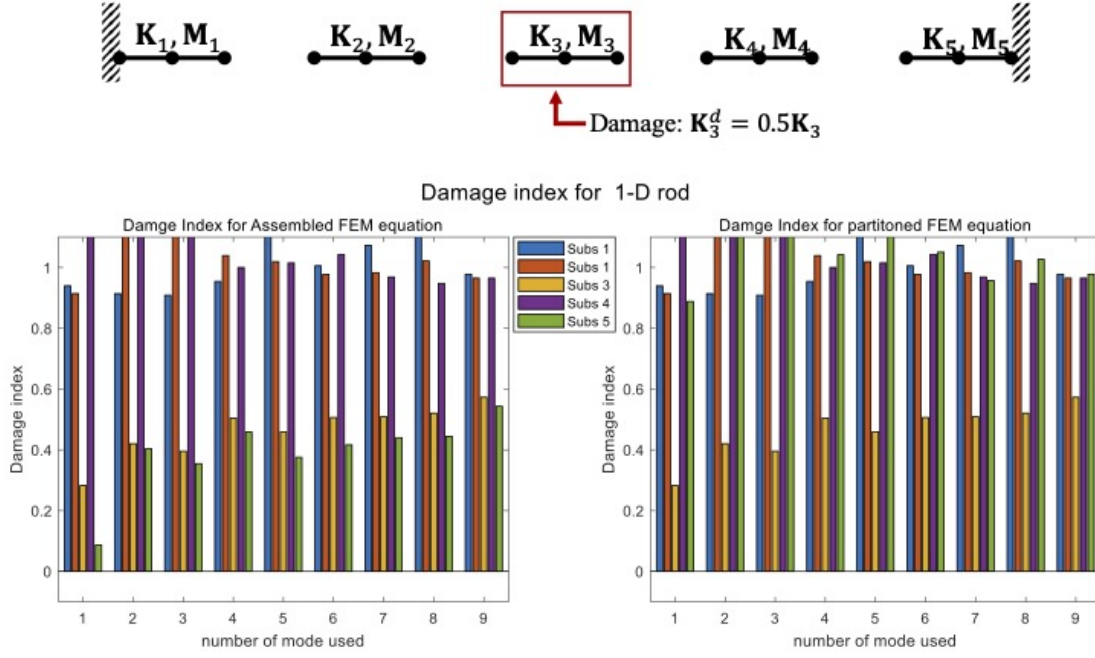 K₁, M₁ K₂, M₂ K₃, M₃ K₄, M₄ K₅, M₅
Damage: K₃ᵈ = 0.5K₃
Damage index for 1-D rod
Damge Index for Assembled FEM equation
Damage index
1
0.8
0.6
0.4
0.2
0
1 2 3 4 5 6 7 8 9
number of mode used
Subs 1
Subs 1
Subs 3
Subs 4
Subs 5
Damge Index for partitoned FEM equation
Damage index
1
0.8
0.6
0.4
0.2
0
1 2 3 4 5 6 7 8 9
number of mode used